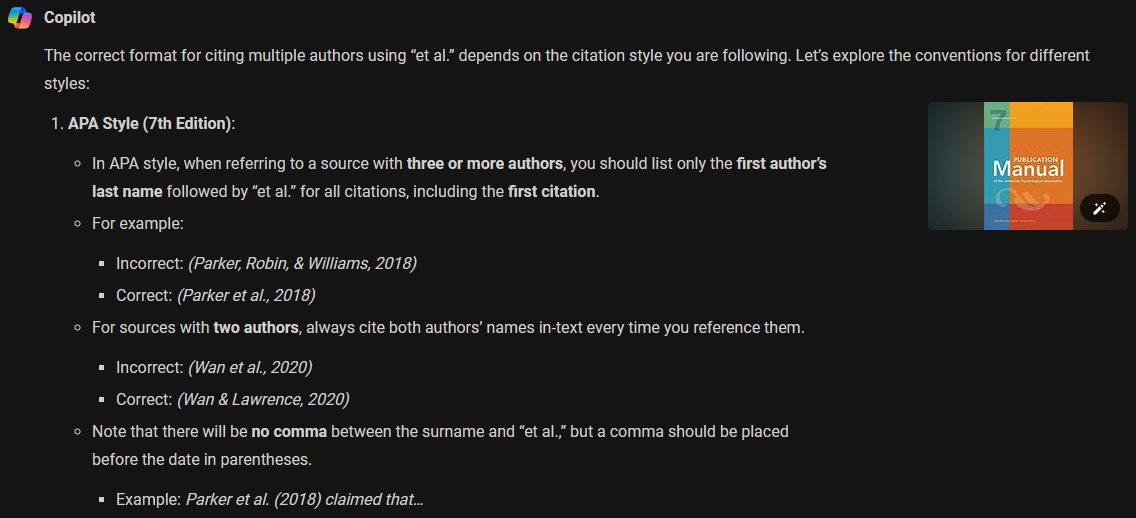 Copilot
The correct format for citing multiple authors using “et al.” depends on the citation style you are following. Let’s explore the conventions for different
styles:
1. APA Style (7th Edition):
In APA style, when referring to a source with three or more authors, you should list only the first author’s
last name followed by “et al.” for all citations, including the first citation.
For example:
Incorrect: (Parker, Robin, & Williams, 2018)
Correct: (Parker et al., 2018)
For sources with two authors, always cite both authors’ names in-text every time you reference them.
Incorrect: (Wan et al., 2020)
Correct: (Wan & Lawrence, 2020)
Note that there will be no comma between the surname and “et al.,” but a comma should be placed
before the date in parentheses.
Example: Parker et al. (2018) claimed that…
7
PUBLICATION
Manual
of the American Psychological Association